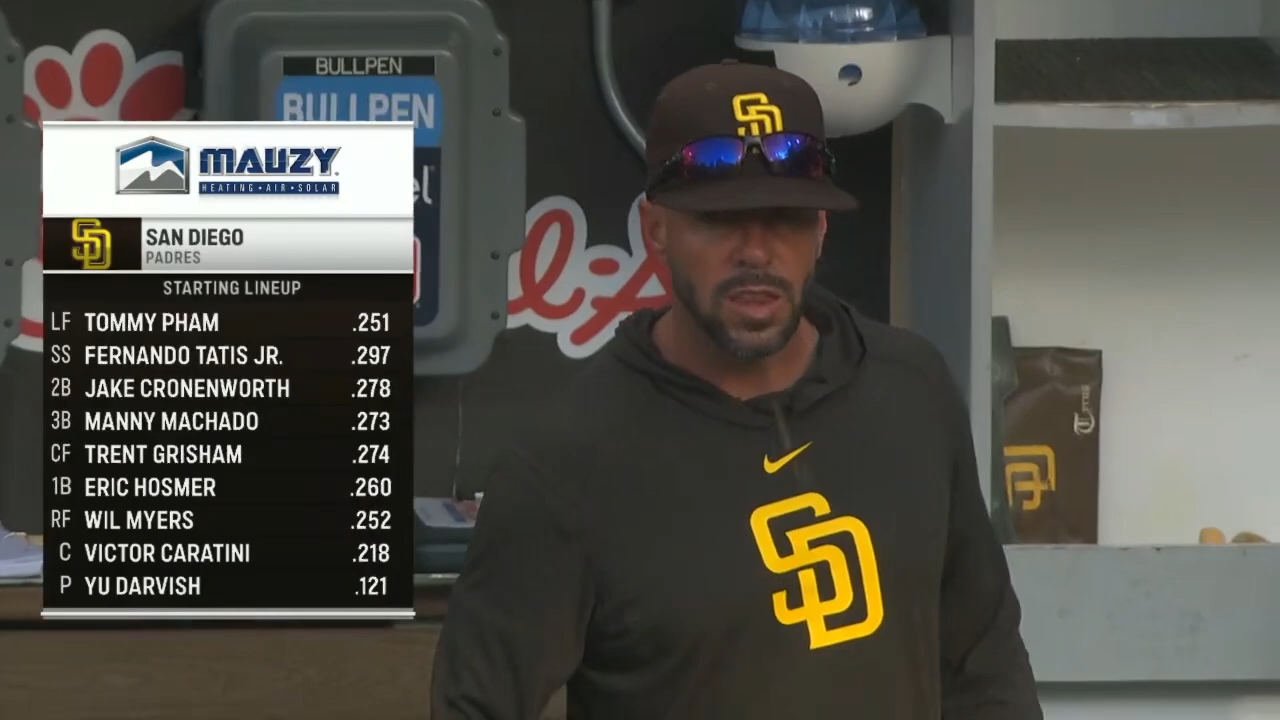 BULLPEN
BULLPEN
MAUZY
HEATING • AIR • SOLAR
SD
SD
SAN DIEGO
PADRES
STARTING LINEUP
LF TOMMY PHAM .251
SS FERNANDO TATIS JR. .297
2B JAKE CRONENWORTH .278
3B MANNY MACHADO .273
CF TRENT GRISHAM .274
1B ERIC HOSMER .260
RF WIL MYERS .252
C VICTOR CARATINI .218
P YU DARVISH .121
SD
SD